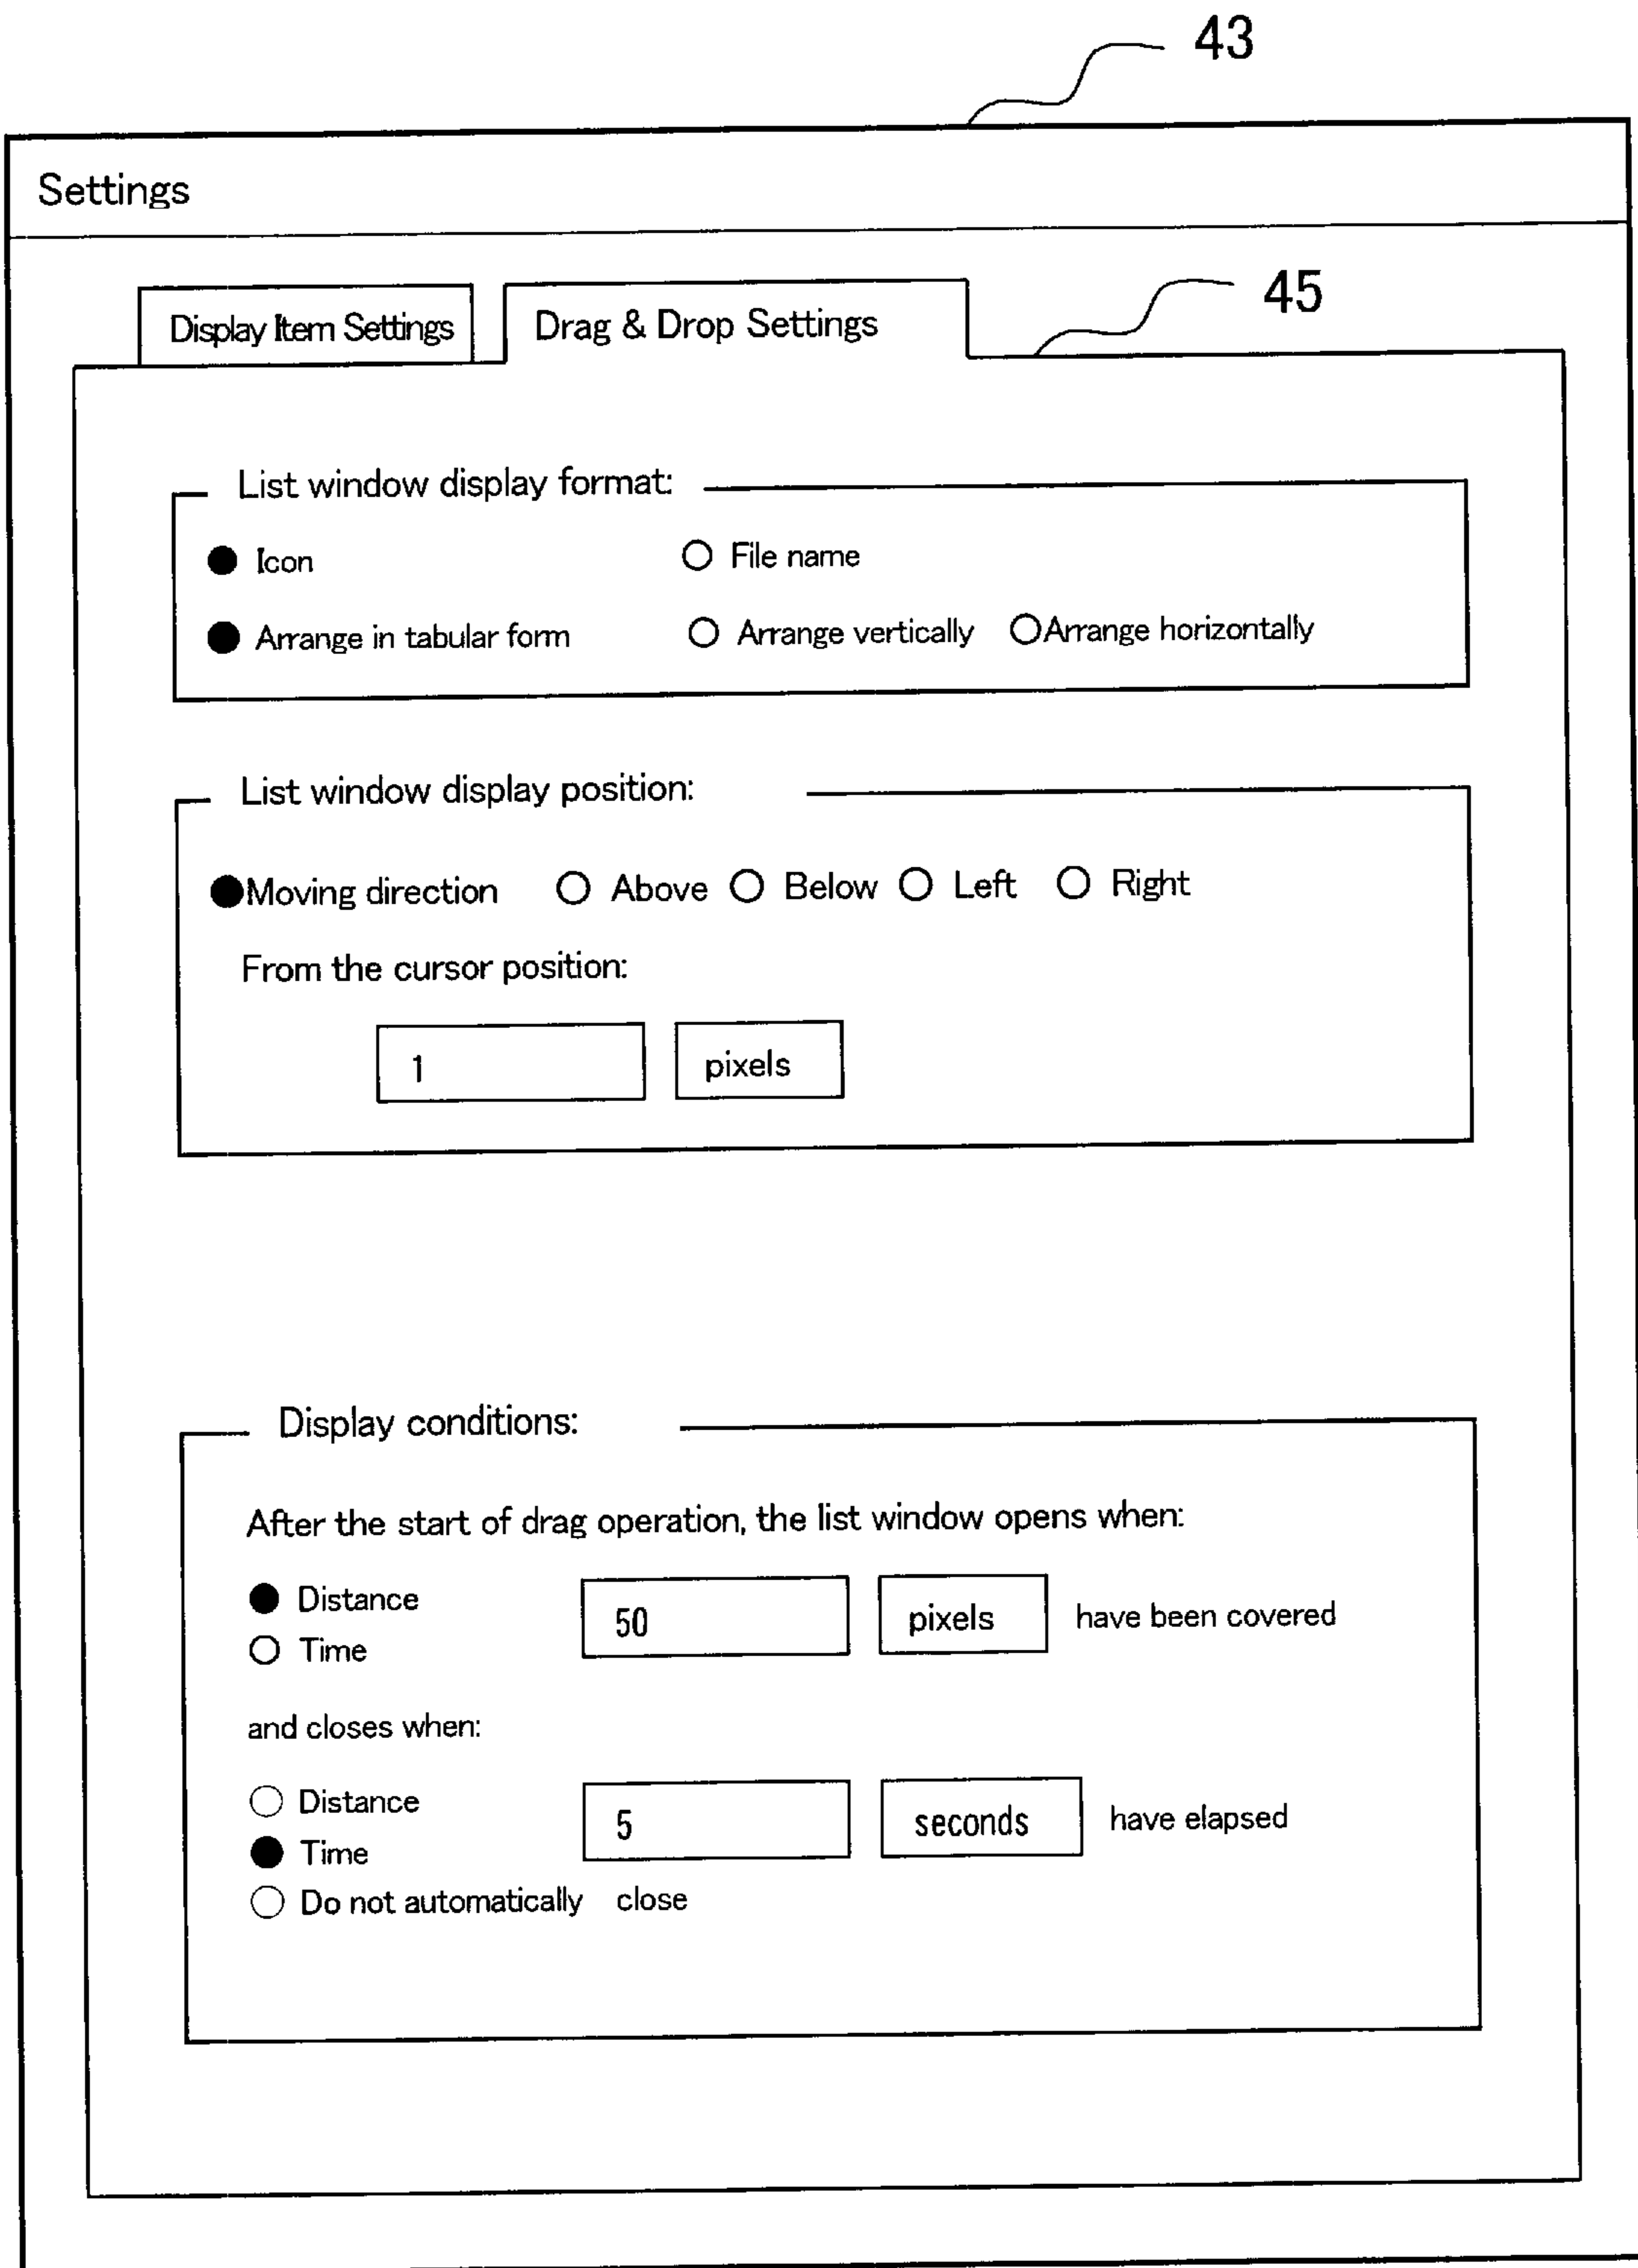 43
Settings
45
Display Item Settings Drag & Drop Settings
List window display format:
Icon File name
Arrange in tabular form Arrange vertically Arrange horizontally
List window display position:
Moving direction Above Below Left Right
From the cursor position:
1 pixels
Display conditions:
After the start of drag operation, the list window opens when:
Distance
50 pixels have been covered
Time
and closes when:
Distance
5 seconds have elapsed
Time
Do not automatically close